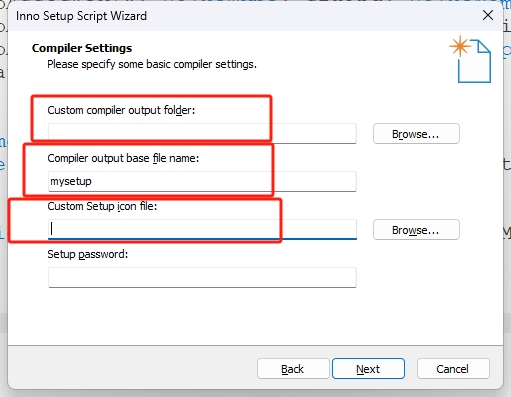 Inno Setup Script Wizard
Compiler Settings
Please specify some basic compiler settings.
Custom compiler output folder:
Browse...
Compiler output base file name:
mysetup
Custom Setup icon file:
Browse...
Setup password:
Back
Next
Cancel